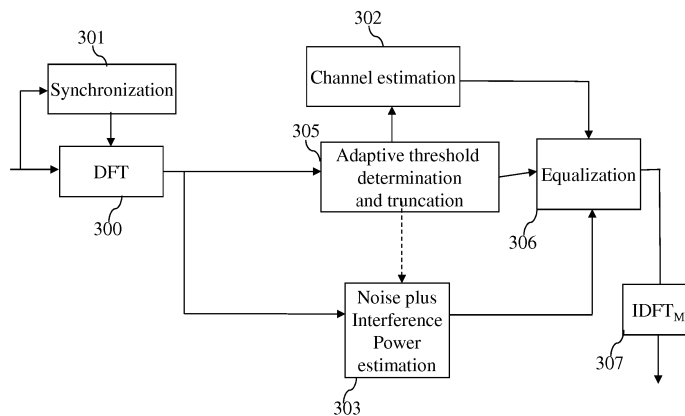 301
302
Synchronization
Channel estimation
305
DFT
Adaptive threshold
determination
and truncation
Equalization
300
306
Noise plus
Interference
Power
estimation
IDFTM
307
303